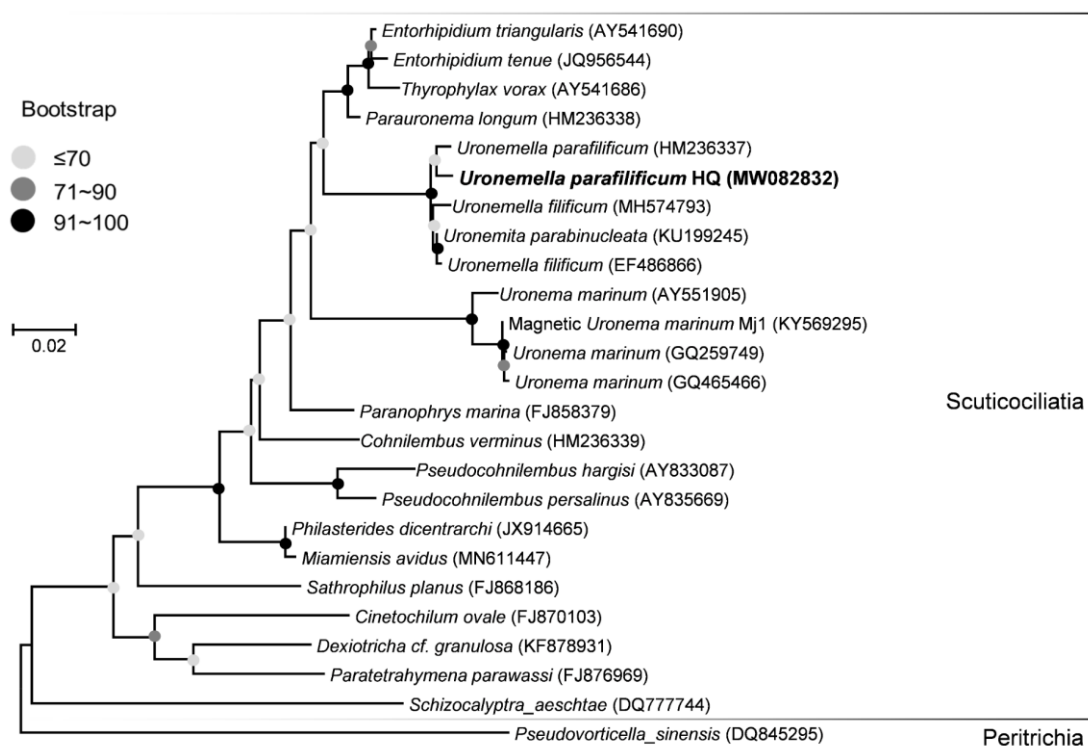 Entorhipidium triangularis (AY541690)
Entorhipidium tenue (JQ956544)
Thyrophylax vorax (AY541686)
Parauronema longum (HM236338)
Uronemella parafilificum (HM236337)
Uronemella parafilificum HQ (MW082832)
Uronemella filificum (MH574793)
Uronemita parabinucleata (KU199245)
Uronemella filificum (EF486866)
Uronema marinum (AY551905)
Magnetic Uronema marinum Mj1 (KY569295)
Uronema marinum (GQ259749)
Uronema marinum (GQ465466)
Paranophrys marina (FJ858379)
Cohnilembus verminus (HM236339)
Pseudocohnilembus hargisi (AY833087)
Pseudocohnilembus persalinus (AY835669)
Philasterides dicentrarchi (JX914665)
Miamiensis avidus (MN611447)
Sathrophilus planus (FJ868186)
Cinetochilum ovale (FJ870103)
Dexiotricha cf. granulosa (KF878931)
Paratetrahymena parawassi (FJ876969)
Schizocalyptra_aeschtae (DQ777744)
Pseudovorticella_sinensis (DQ845295)
Bootstrap
≤70
71~90
91~100
0.02
Scuticociliatia
Peritrichia